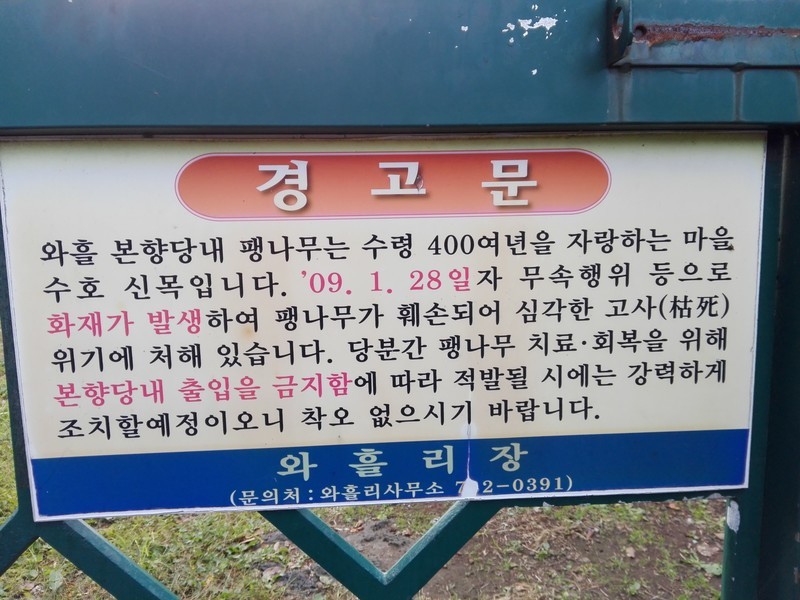 경고문
와흘 본향당내 팽나무는 수령 400여년을 자랑하는 마을
수호 신목입니다. '09. 1. 28일자 무속행위 등으로
화재가 발생하여 팽나무가 훼손되어 심각한 고사(枯死)
위기에 처해 있습니다. 당분간 팽나무 치료·회복을 위해
본향당내 출입을 금지함에 따라 적발될 시에는 강력하게
조치할예정이오니 착오 없으시기 바랍니다.
와흘리장
(문의처 : 와흘리사무소